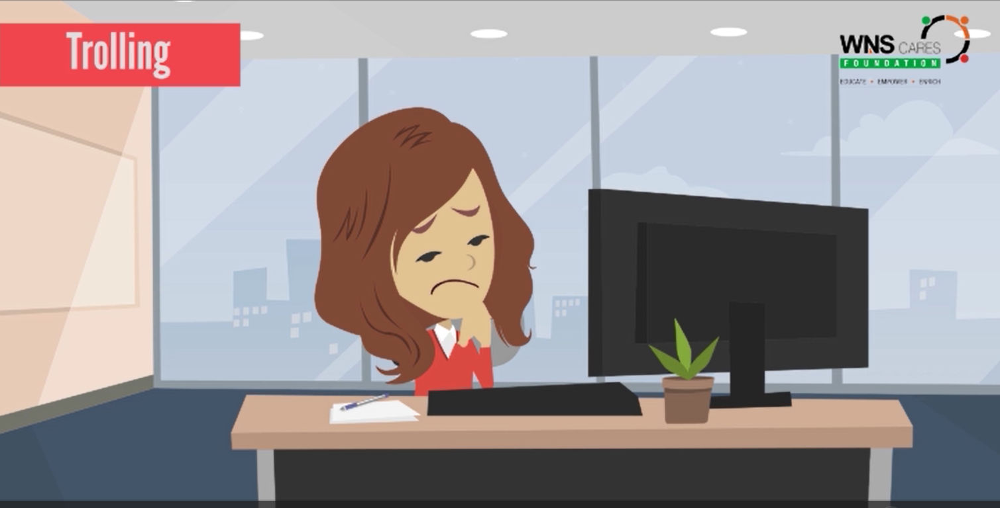 Trolling
WNS CARES
FOUNDATION
EDUCATE • EMPOWER • ENRICH